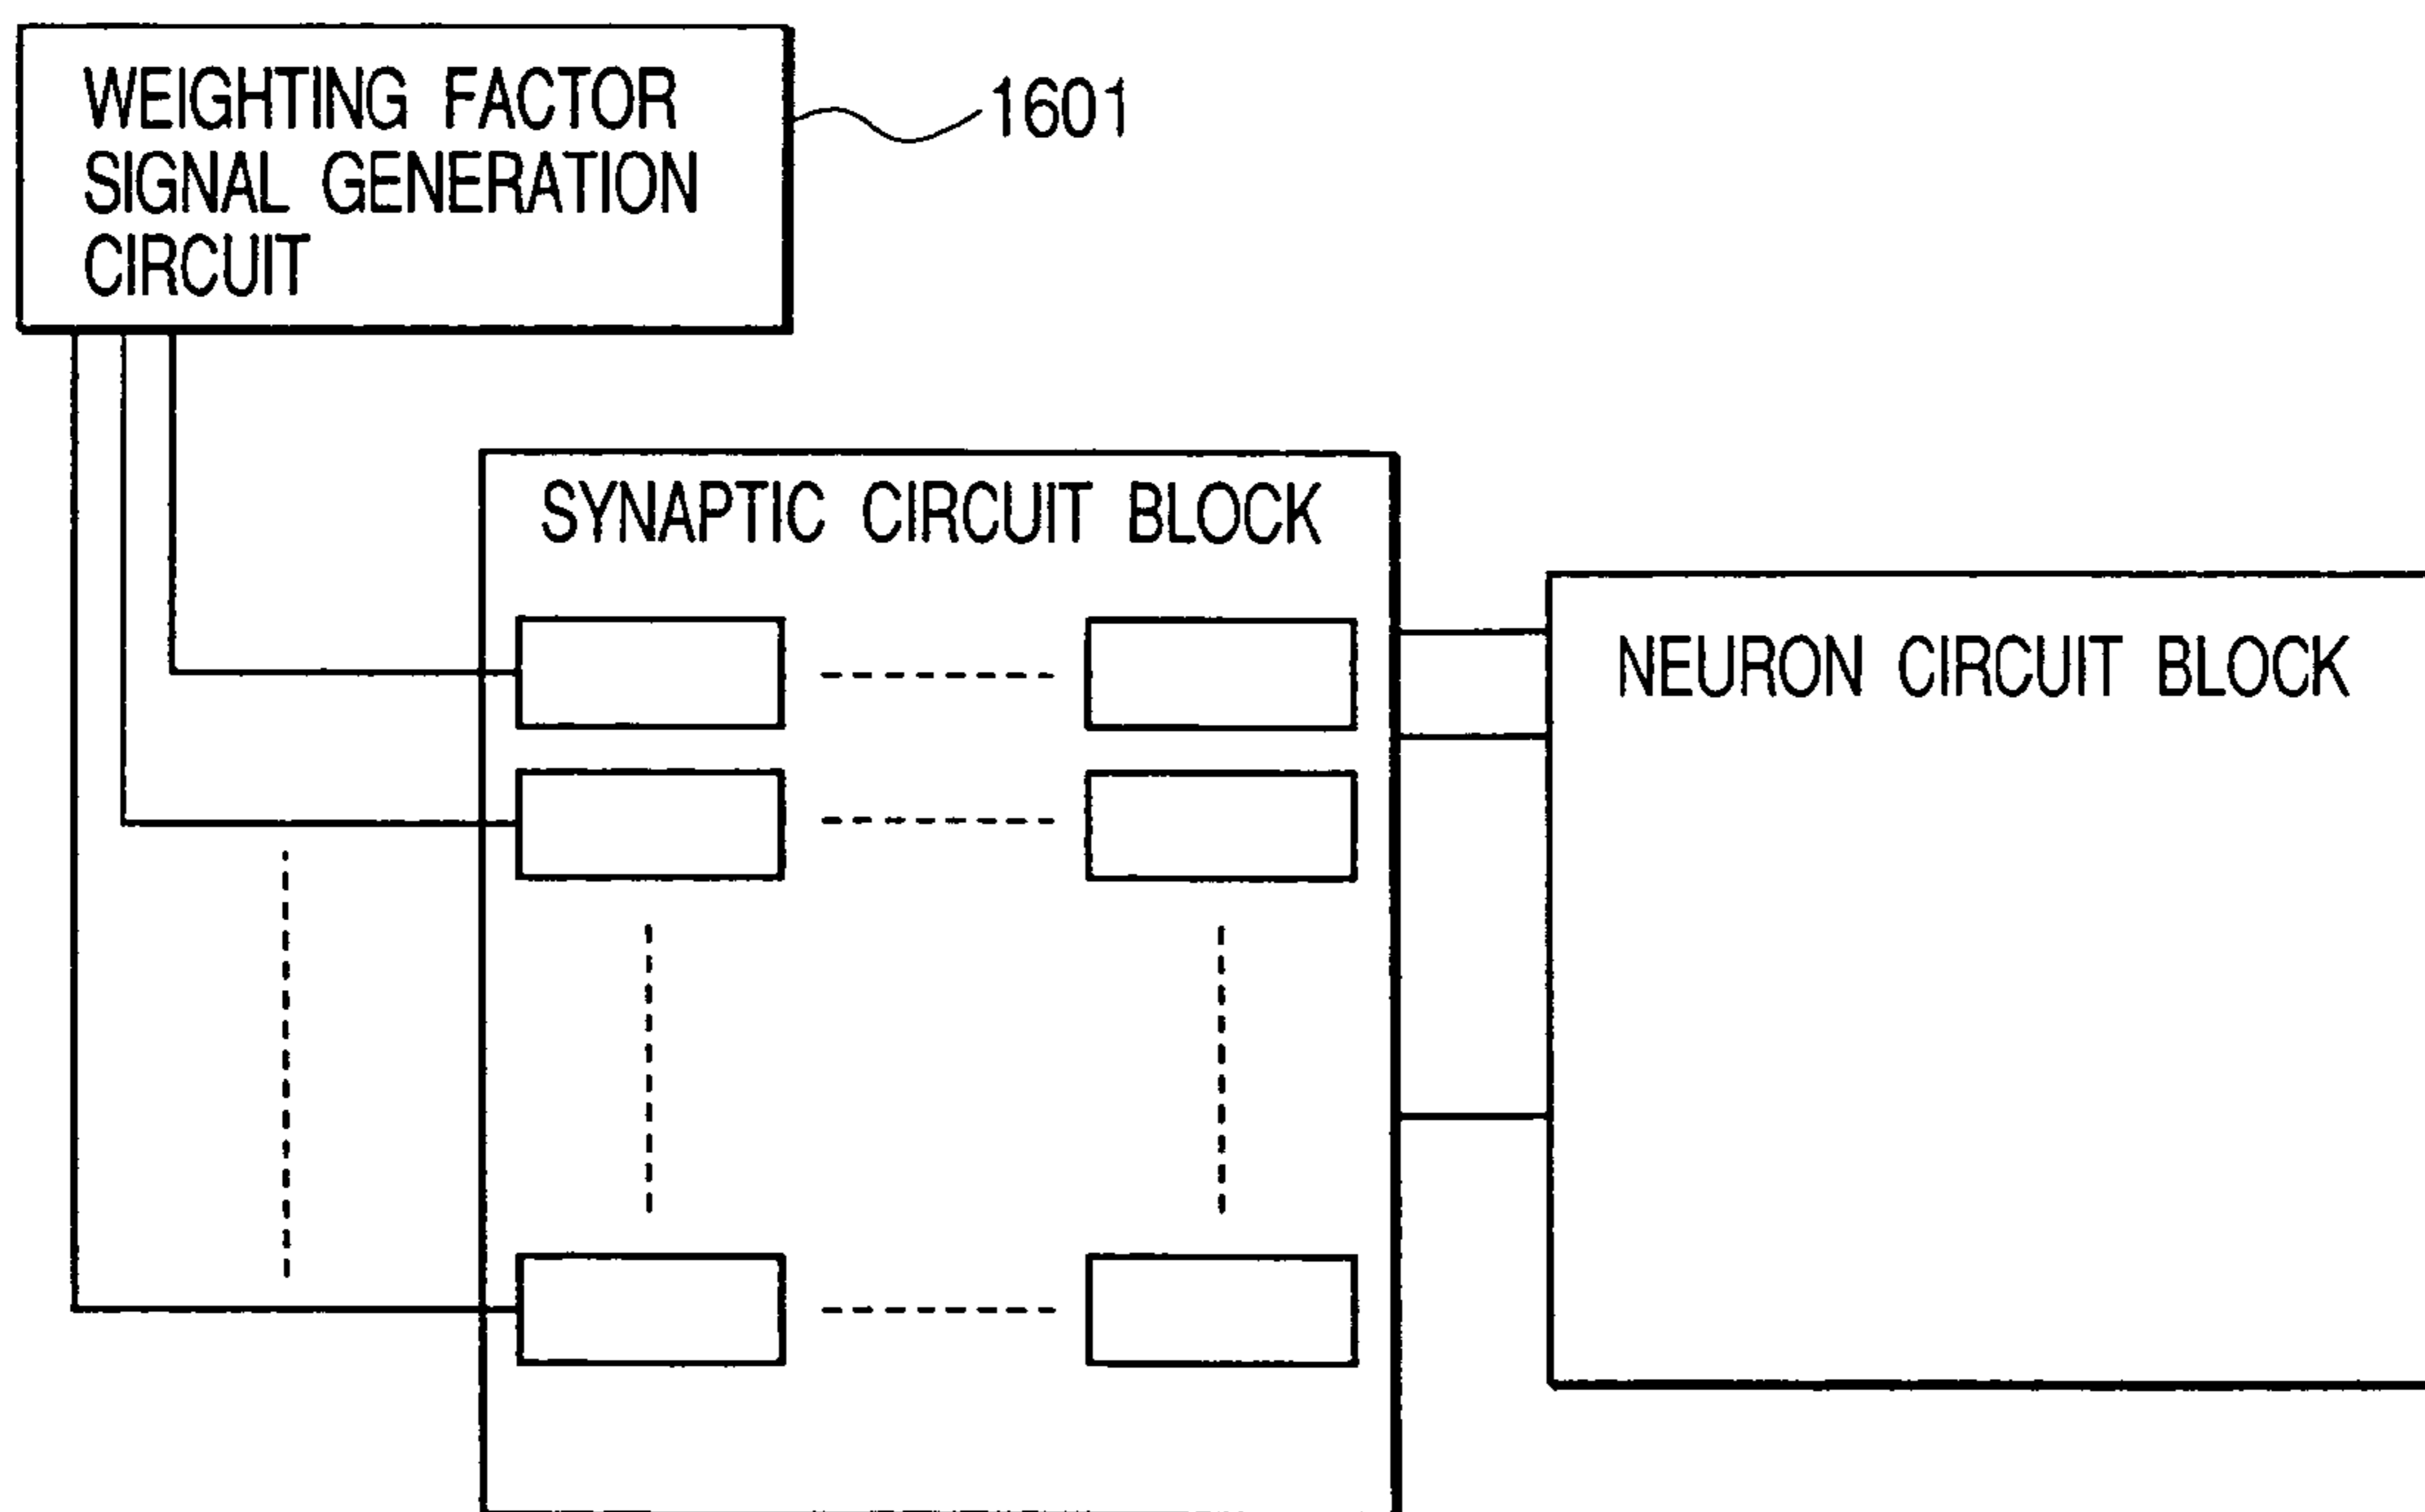 WEIGHTING FACTOR
SIGNAL GENERATION
CIRCUIT
1601
SYNAPTIC CIRCUIT BLOCK
NEURON CIRCUIT BLOCK